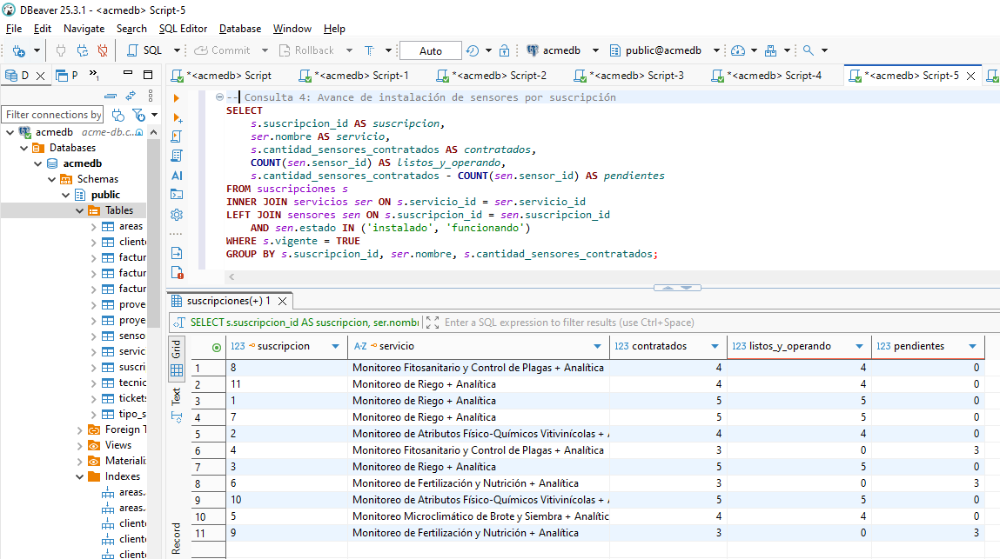 DBeaver 25.3.1 - <acmedb> Script-5
File Edit Navigate Search SQL Editor Database Window Help
SQL Commit Rollback T Auto acmedb public@acmedb
D P »1
*<acmedb> Script *<acmedb> Script-1 *<acmedb> Script-2 *<acmedb> Script-3 *<acmedb> Script-4 *<acmedb> Script-5
Filter connections by
acmedb acme-db.c...
Databases
acmedb
Schemas
public
Tables
areas
cliente
factur
factur
factur
prove
proye
senso
servic
suscri
tecnic
tickets
tipo_s
Foreign T
Views
Materiali
Indexes
areas.
areas.
cliente
cliente
cliente
AI
-- Consulta 4: Avance de instalación de sensores por suscripción
SELECT
s.suscripcion_id AS suscripcion,
ser.nombre AS servicio,
s.cantidad_sensores_contratados AS contratados,
COUNT(sen.sensor_id) AS listos_y_operando,
s.cantidad_sensores_contratados - COUNT(sen.sensor_id) AS pendientes
FROM suscripciones s
INNER JOIN servicios ser ON s.servicio_id = ser.servicio_id
LEFT JOIN sensores sen ON s.suscripcion_id = sen.suscripcion_id
AND sen.estado IN ('instalado', 'funcionando')
WHERE s.vigente = TRUE
GROUP BY s.suscripcion_id, ser.nombre, s.cantidad_sensores_contratados;
suscripciones(+) 1
SELECT s.suscripcion_id AS suscripcion, ser.nombr Enter a SQL expression to filter results (use Ctrl+Space)
Grid
Text
Record
123 suscripcion A-Z servicio 123 contratados 123 listos_y_operando 123 pendientes
1 8 Monitoreo Fitosanitario y Control de Plagas + Analítica 4 4 0
2 11 Monitoreo de Riego + Analítica 4 4 0
3 1 Monitoreo de Riego + Analítica 5 5 0
4 7 Monitoreo de Riego + Analítica 5 5 0
5 2 Monitoreo de Atributos Físico-Químicos Vitivinícolas + A 4 4 0
6 4 Monitoreo Fitosanitario y Control de Plagas + Analítica 3 0 3
7 3 Monitoreo de Riego + Analítica 5 5 0
8 6 Monitoreo de Fertilización y Nutrición + Analítica 3 0 3
9 10 Monitoreo de Atributos Físico-Químicos Vitivinícolas + A 5 5 0
10 5 Monitoreo Microclimático de Brote y Siembra + Analític 4 4 0
11 9 Monitoreo de Fertilización y Nutrición + Analítica 3 0 3